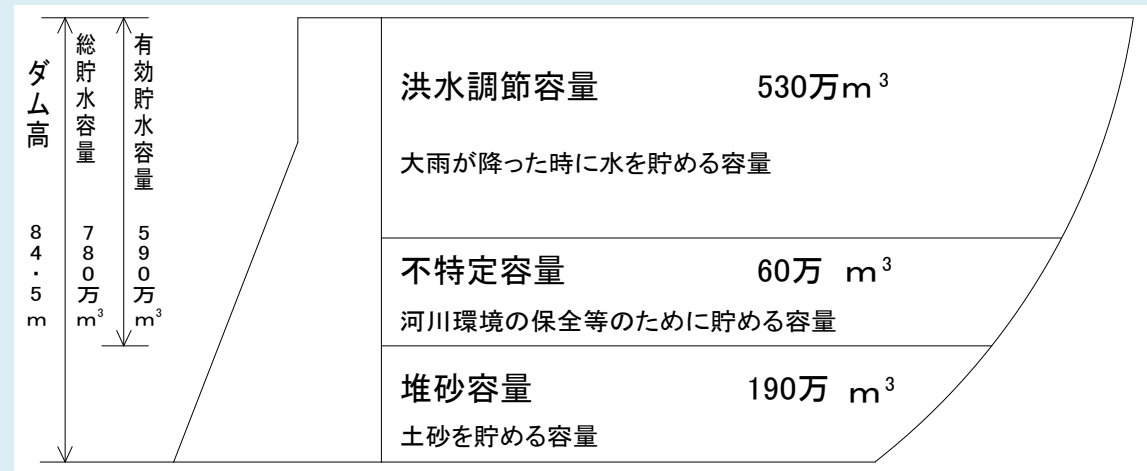 ダム高 84.5m
総貯水容量 780万m³
有効貯水容量 590万m³
洪水調節容量 530万m³
大雨が降った時に水を貯める容量
不特定容量 60万 m³
河川環境の保全等のために貯める容量
堆砂容量 190万 m³
土砂を貯める容量